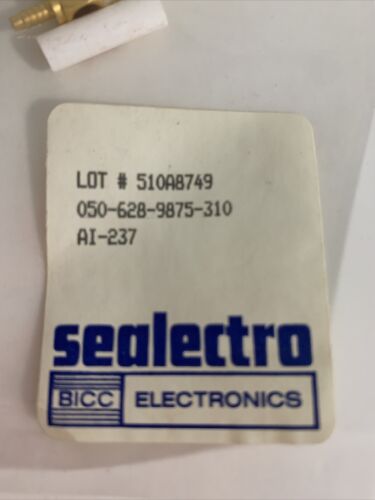 LOT # 510A8749
050-628-9875-310
AI-237
sealectro
BICC ELECTRONICS